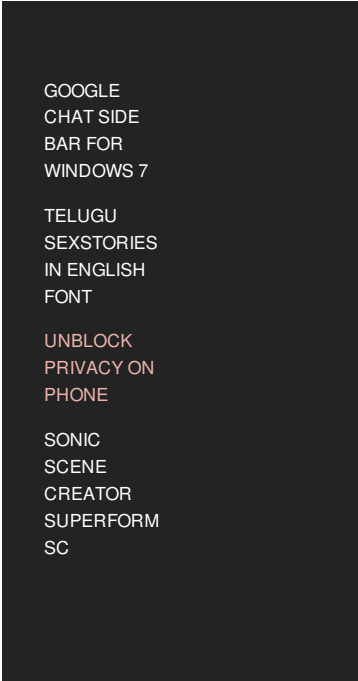 GOOGLE
CHAT SIDE
BAR FOR
WINDOWS 7
TELUGU
SEXSTORIES
IN ENGLISH
FONT
UNBLOCK
PRIVACY ON
PHONE
SONIC
SCENE
CREATOR
SUPERFORM
SC